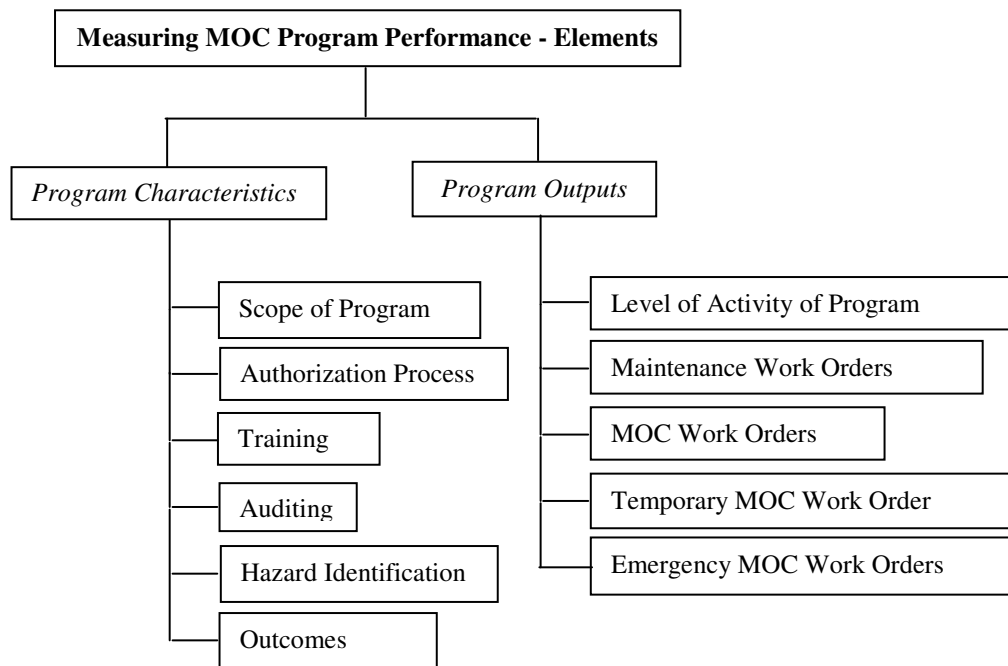 Measuring MOC Program Performance - Elements
Program Characteristics
Program Outputs
Scope of Program
Authorization Process
Training
Auditing
Hazard Identification
Outcomes
Level of Activity of Program
Maintenance Work Orders
MOC Work Orders
Temporary MOC Work Order
Emergency MOC Work Orders